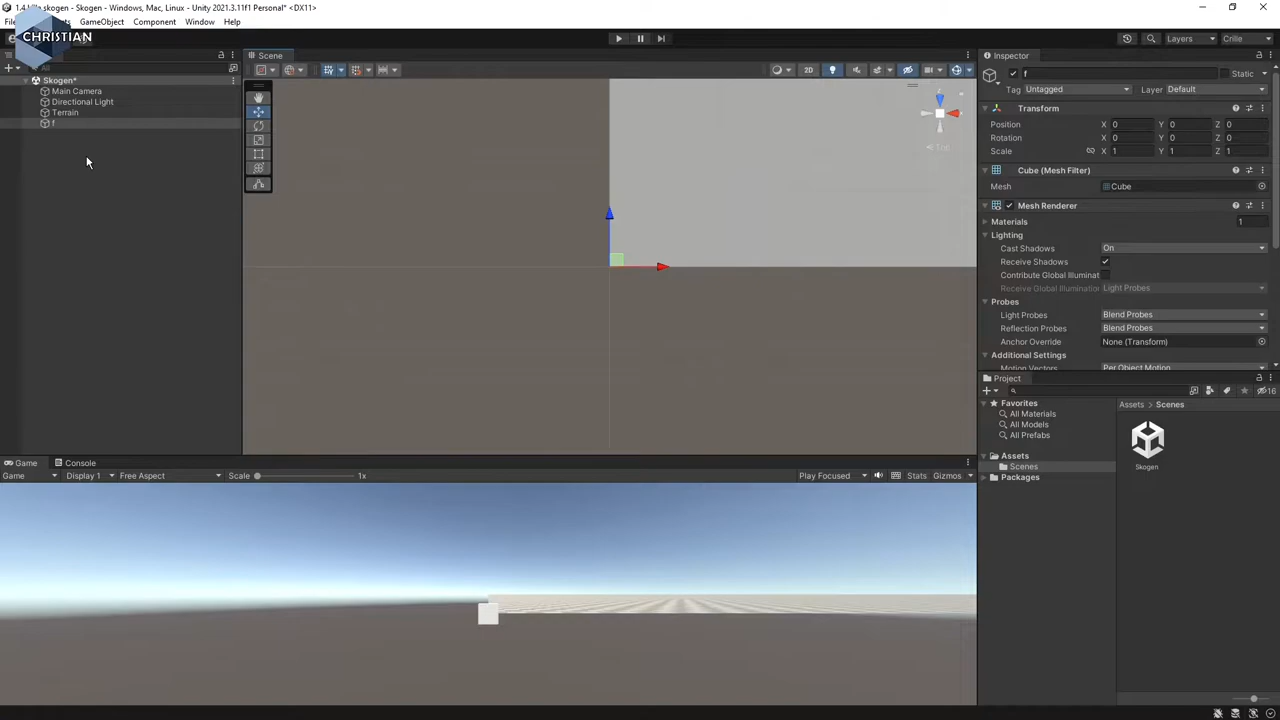 1.4 Lilla skogen - Skogen - Windows, Mac, Linux - Unity 2021.3.11f1 Personal* <DX11>
GameObject Component Window Help
CHRISTIAN
Layers Crille
All
Skogen*
Main Camera
Directional Light
Terrain
f
Scene
2D
Top
Inspector
f Static
Tag Untagged Layer Default
Transform
Position X 0 Y 0 Z 0
Rotation X 0 Y 0 Z 0
Scale X 1 Y 1 Z 1
Cube (Mesh Filter)
Mesh Cube
Mesh Renderer
Materials 1
Lighting
Cast Shadows On
Receive Shadows
Contribute Global Illuminat
Receive Global Illumination Light Probes
Probes
Light Probes Blend Probes
Reflection Probes Blend Probes
Anchor Override None (Transform)
Additional Settings
Motion Vectors Per Object Motion
Project
16
Favorites
All Materials
All Models
All Prefabs
Assets
Scenes
Packages
Assets > Scenes
Skogen
Game Console
Game Display 1 Free Aspect Scale 1x Play Focused Stats Gizmos